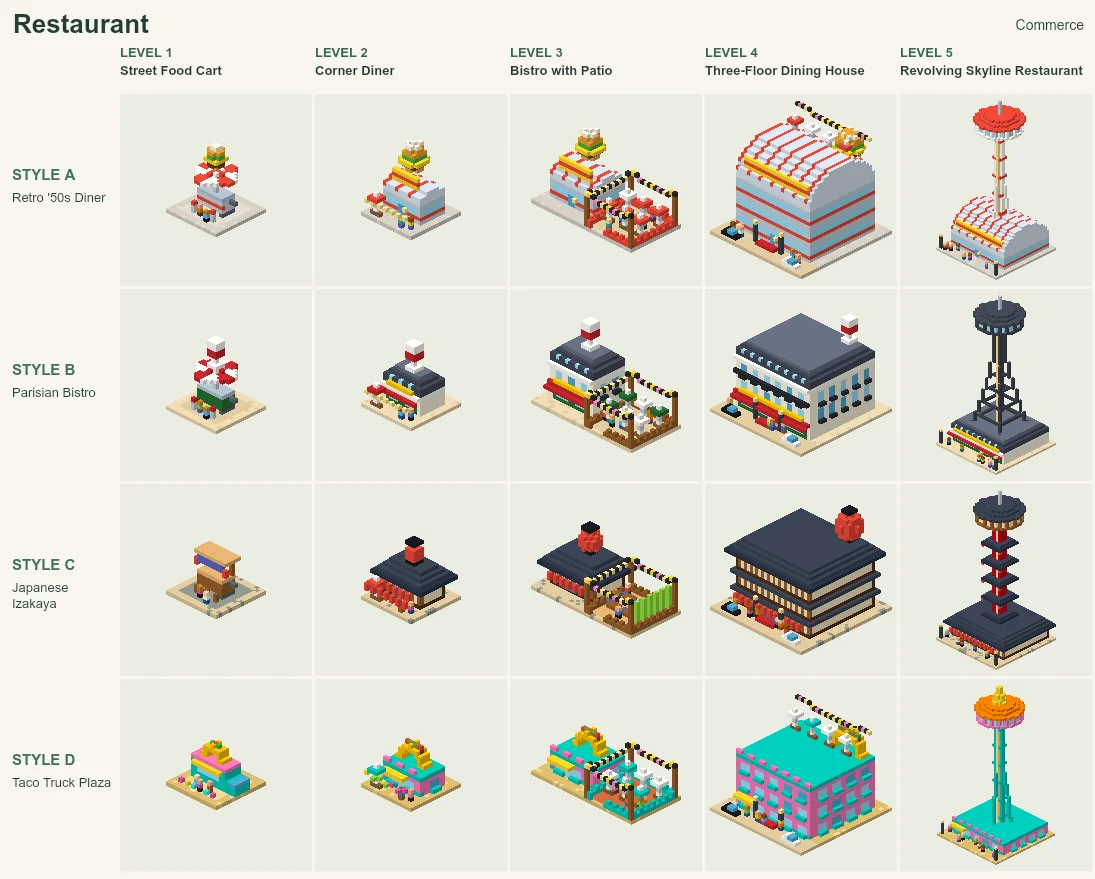 Restaurant
Commerce
LEVEL 1
Street Food Cart
LEVEL 2
Corner Diner
LEVEL 3
Bistro with Patio
LEVEL 4
Three-Floor Dining House
LEVEL 5
Revolving Skyline Restaurant
STYLE A
Retro '50s Diner
STYLE B
Parisian Bistro
STYLE C
Japanese
Izakaya
STYLE D
Taco Truck Plaza